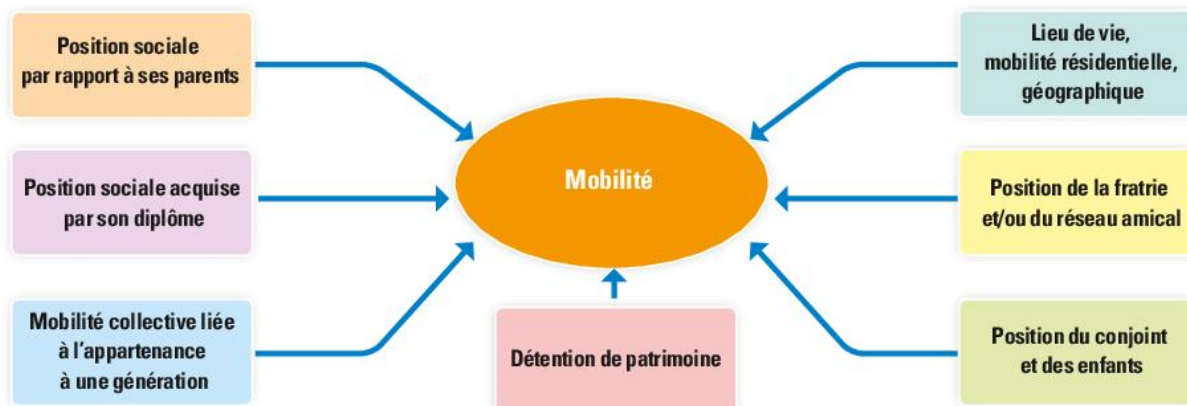 Position sociale
par rapport à ses parents
Position sociale acquise
par son diplôme
Mobilité collective liée
à l'appartenance
à une génération
Mobilité
Détention de patrimoine
Lieu de vie,
mobilité résidentielle,
géographique
Position de la fratrie
et/ou du réseau amical
Position du conjoint
et des enfants